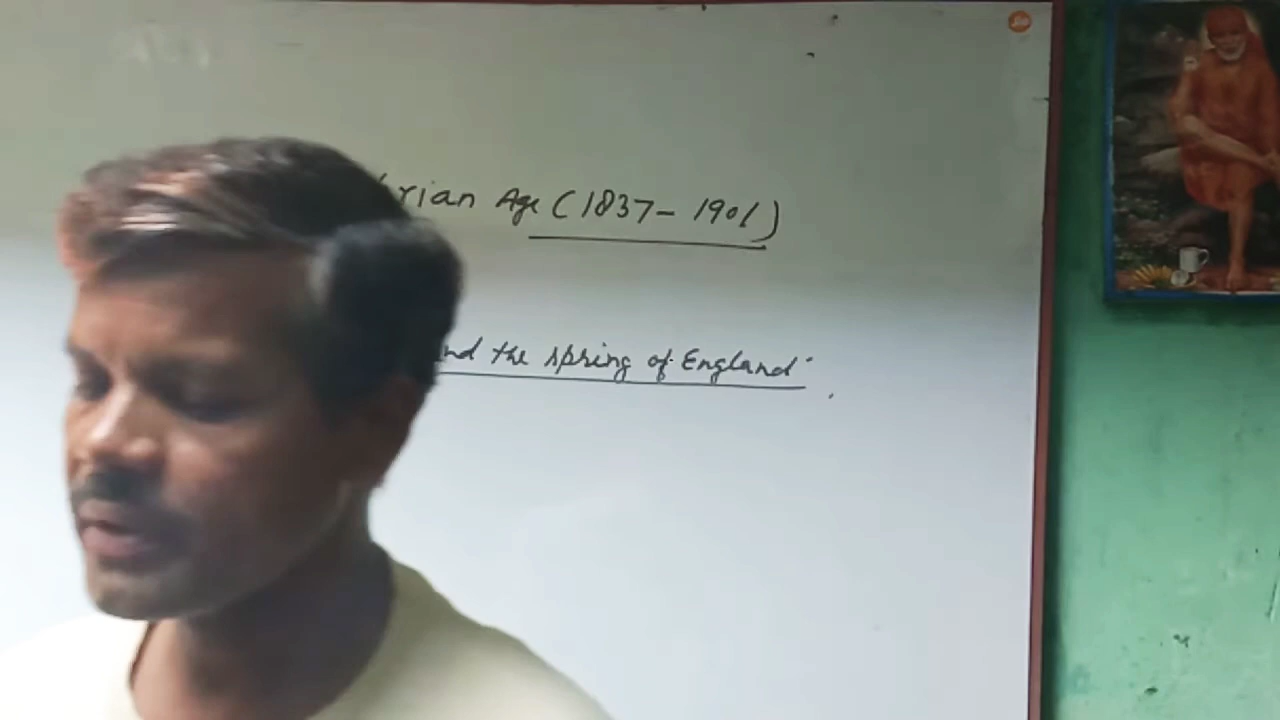 rian Age (1837-1901)
nd the spring of England"